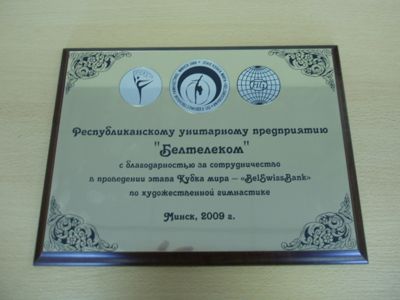 Республиканскому унитарному предприятию
"Белтелеком"
с благодарностью за сотрудничество
в проведении этапа Кубка мира – «BelSwissBank»
по художественной гимнастике
Минск, 2009 г.